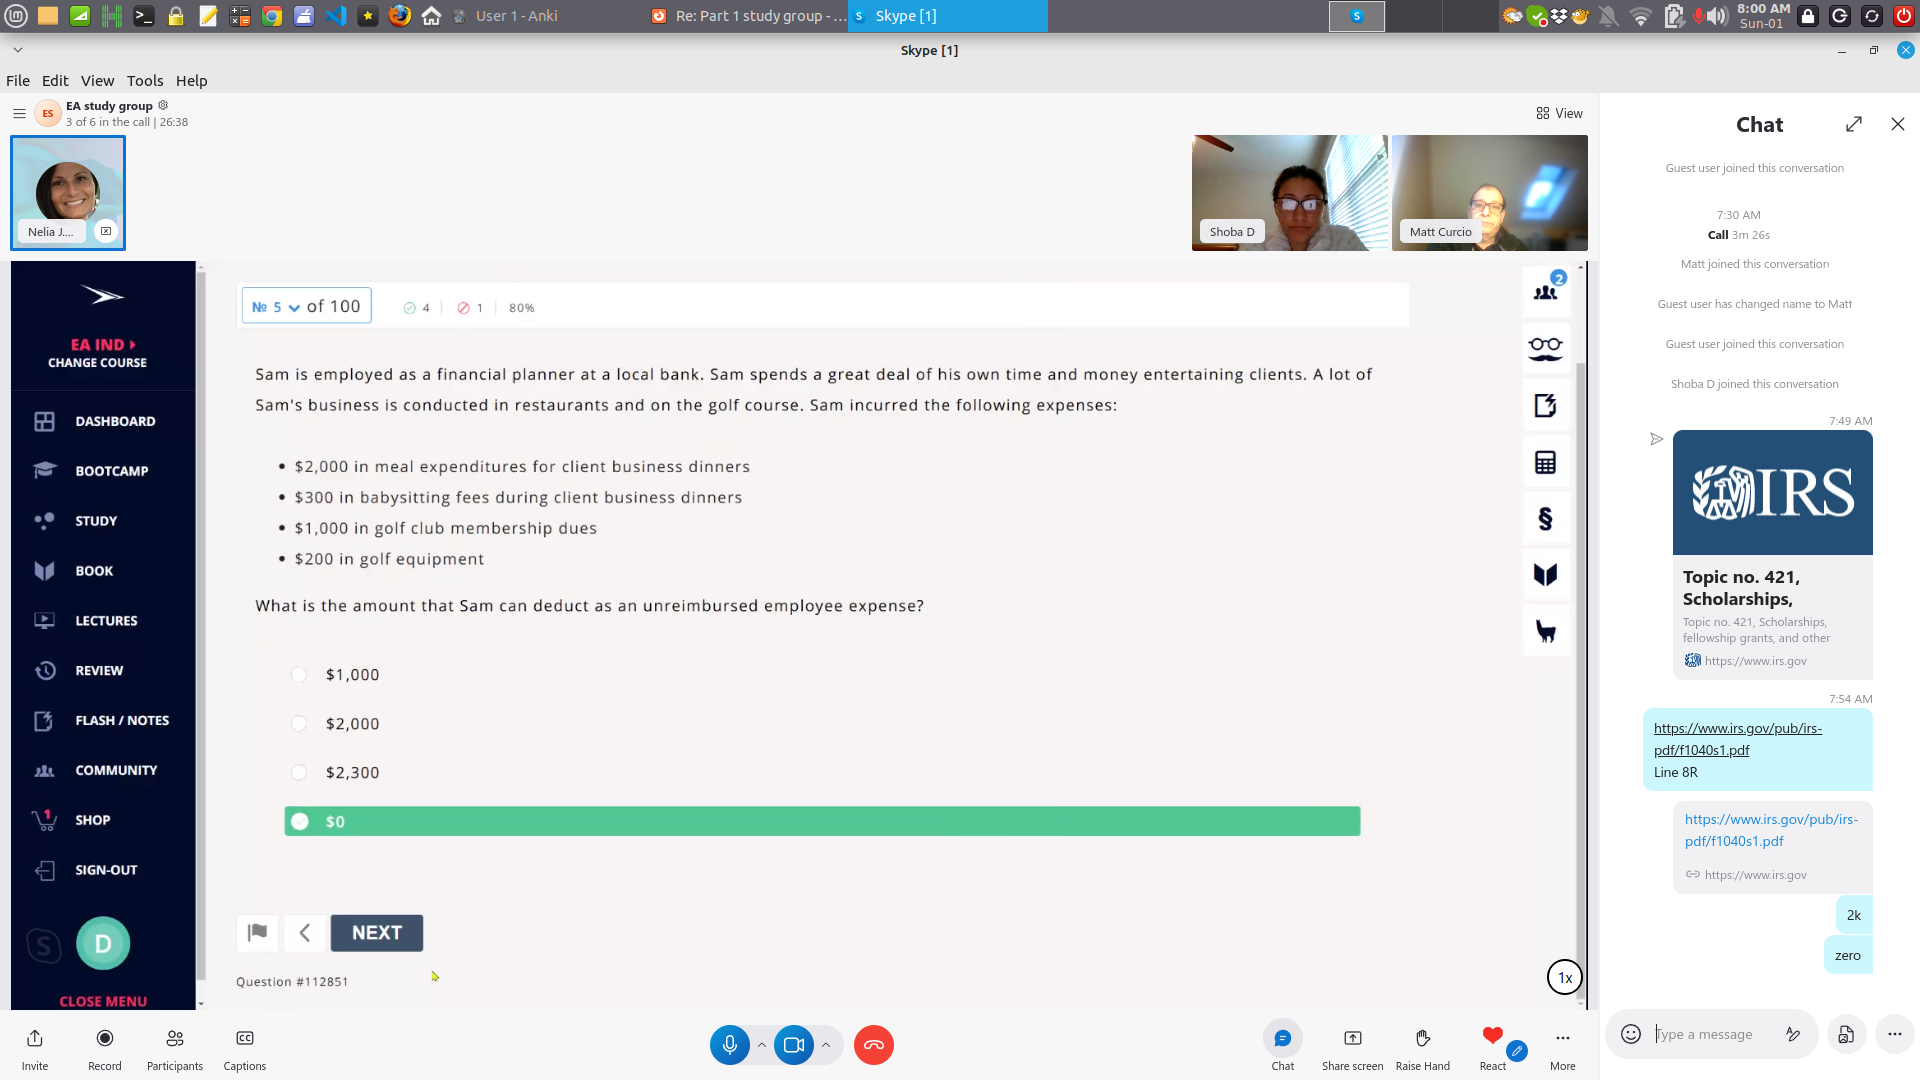 User 1 - Anki
Re: Part 1 study group - ...
Skype [1]
8:00 AM
Sun-01
Skype [1]
File Edit View Tools Help
ES
EA study group
3 of 6 in the call | 26:38
View
Nelia J....
Shoba D
Matt Curcio
EA IND
CHANGE COURSE
DASHBOARD
BOOTCAMP
STUDY
BOOK
LECTURES
REVIEW
FLASH / NOTES
COMMUNITY
1
SHOP
SIGN-OUT
D
CLOSE MENU
№ 5 of 100
4 1 80%
2
Sam is employed as a financial planner at a local bank. Sam spends a great deal of his own time and money entertaining clients. A lot of
Sam's business is conducted in restaurants and on the golf course. Sam incurred the following expenses:
• $2,000 in meal expenditures for client business dinners
• $300 in babysitting fees during client business dinners
• $1,000 in golf club membership dues
• $200 in golf equipment
What is the amount that Sam can deduct as an unreimbursed employee expense?
$1,000
$2,000
$2,300
$0
NEXT
Question #112851
§
1x
Chat
Guest user joined this conversation
7:30 AM
Call 3m 26s
Matt joined this conversation
Guest user has changed name to Matt
Guest user joined this conversation
Shoba D joined this conversation
7:49 AM
IRS
Topic no. 421,
Scholarships,
Topic no. 421, Scholarships,
fellowship grants, and other
https://www.irs.gov
7:54 AM
https://www.irs.gov/pub/irs-
pdf/f1040s1.pdf
Line 8R
https://www.irs.gov/pub/irs-
pdf/f1040s1.pdf
https://www.irs.gov
2k
zero
Type a message
Invite
Record
Participants
CC
Captions
Chat
Share screen
Raise Hand
React
More